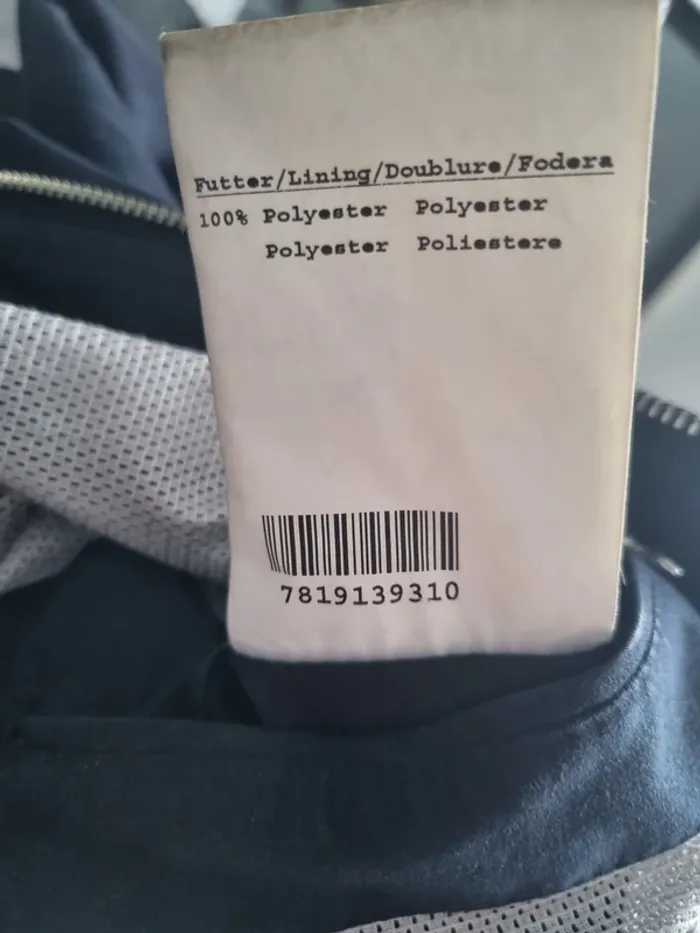 Futter/Lining/Doublure/Fodera
100% Polyester Polyester
Polyester Poliestere
7819139310